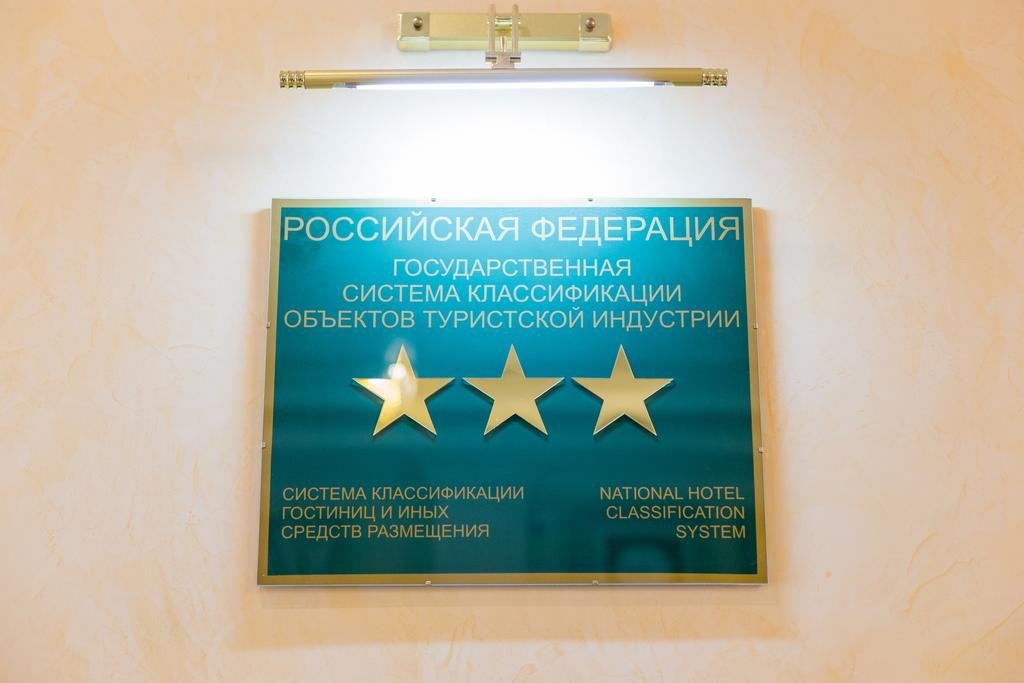 РОССИЙСКАЯ ФЕДЕРАЦИЯ
ГОСУДАРСТВЕННАЯ
СИСТЕМА КЛАССИФИКАЦИИ
ОБЪЕКТОВ ТУРИСТСКОЙ ИНДУСТРИИ
СИСТЕМА КЛАССИФИКАЦИИ
ГОСТИНИЦ И ИНЫХ
СРЕДСТВ РАЗМЕЩЕНИЯ
NATIONAL HOTEL
CLASSIFICATION
SYSTEM